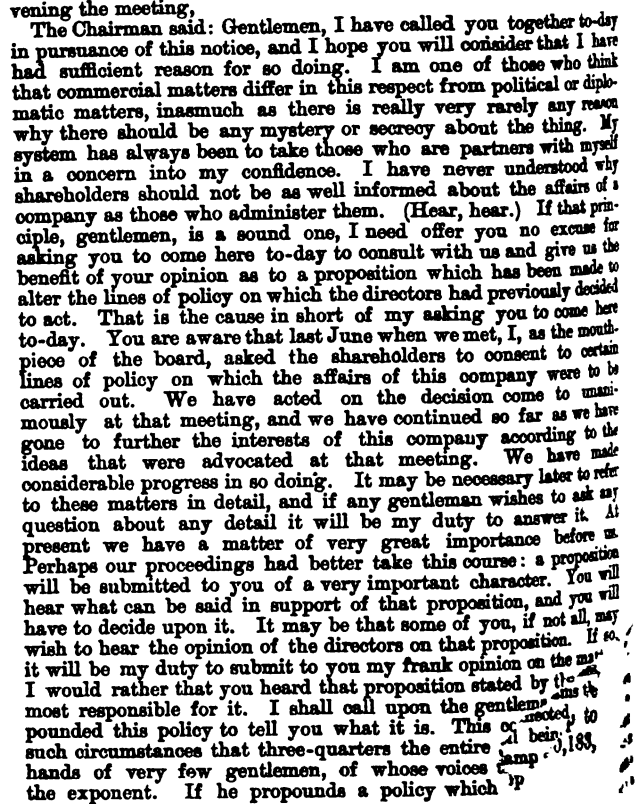 vening the meeting,
The Chairman said: Gentlemen, I have called you together to-day
in pursuance of this notice, and I hope you will consider that I have
had sufficient reason for so doing. I am one of those who think
that commercial matters differ in this respect from political or diplo-
matic matters, inasmuch as there is really very rarely any reason
why there should be any mystery or secrecy about the thing. My
system has always been to take those who are partners with myself
in a concern into my confidence. I have never understood why
shareholders should not be as well informed about the affairs of a
company as those who administer them. (Hear, hear.) If that prin-
ciple, gentlemen, is a sound one, I need offer you no excuse for
asking you to come here to-day to consult with us and give us the
benefit of your opinion as to a proposition which has been made to
alter the lines of policy on which the directors had previously decided
to act. That is the cause in short of my asking you to come here
to-day. You are aware that last June when we met, I, as the mouth-
piece of the board, asked the shareholders to consent to certain
lines of policy on which the affairs of this company were to be
carried out. We have acted on the decision come to unani-
mously at that meeting, and we have continued so far as we have
gone to further the interests of this company according to the
ideas that were advocated at that meeting. We have made
considerable progress in so doing. It may be necessary later to refer
to these matters in detail, and if any gentleman wishes to ask any
question about any detail it will be my duty to answer it. At
present we have a matter of very great importance before us.
Perhaps our proceedings had better take this course: a proposition
will be submitted to you of a very important character. You will
hear what can be said in support of that proposition, and you will
have to decide upon it. It may be that some of you, if not all, may
wish to hear the opinion of the directors on that proposition. If so,
it will be my duty to submit to you my frank opinion on the
I would rather that you heard that proposition stated by
most responsible for it. I shall call upon the
pounded this policy to tell you what it is. This
such circumstances that three-quarters the entire
hands of very few gentlemen, of whose voices
the exponent. If he propounds a policy which